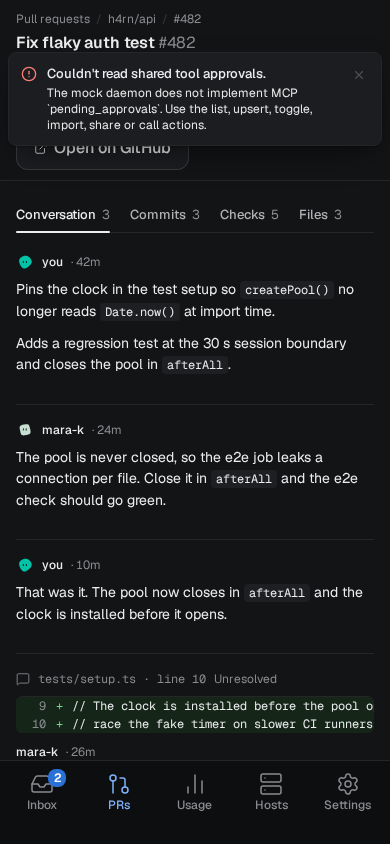 Pull requests / h4rn/api / #482
Fix flaky auth test #482
Couldn't read shared tool approvals.
The mock daemon does not implement MCP
`pending_approvals`. Use the list, upsert, toggle,
import, share or call actions.
Open on GitHub
Conversation 3 Commits 3 Checks 5 Files 3
you · 42m
Pins the clock in the test setup so createPool() no
longer reads Date.now() at import time.
Adds a regression test at the 30 s session boundary
and closes the pool in afterAll.
mara-k · 24m
The pool is never closed, so the e2e job leaks a
connection per file. Close it in afterAll and the e2e
check should go green.
you · 10m
That was it. The pool now closes in afterAll and the
clock is installed before it opens.
tests/setup.ts · line 10 Unresolved
9 + // The clock is installed before the pool o
10 + // race the fake timer on slower CI runners
mara-k · 26m
2
Inbox PRs Usage Hosts Settings